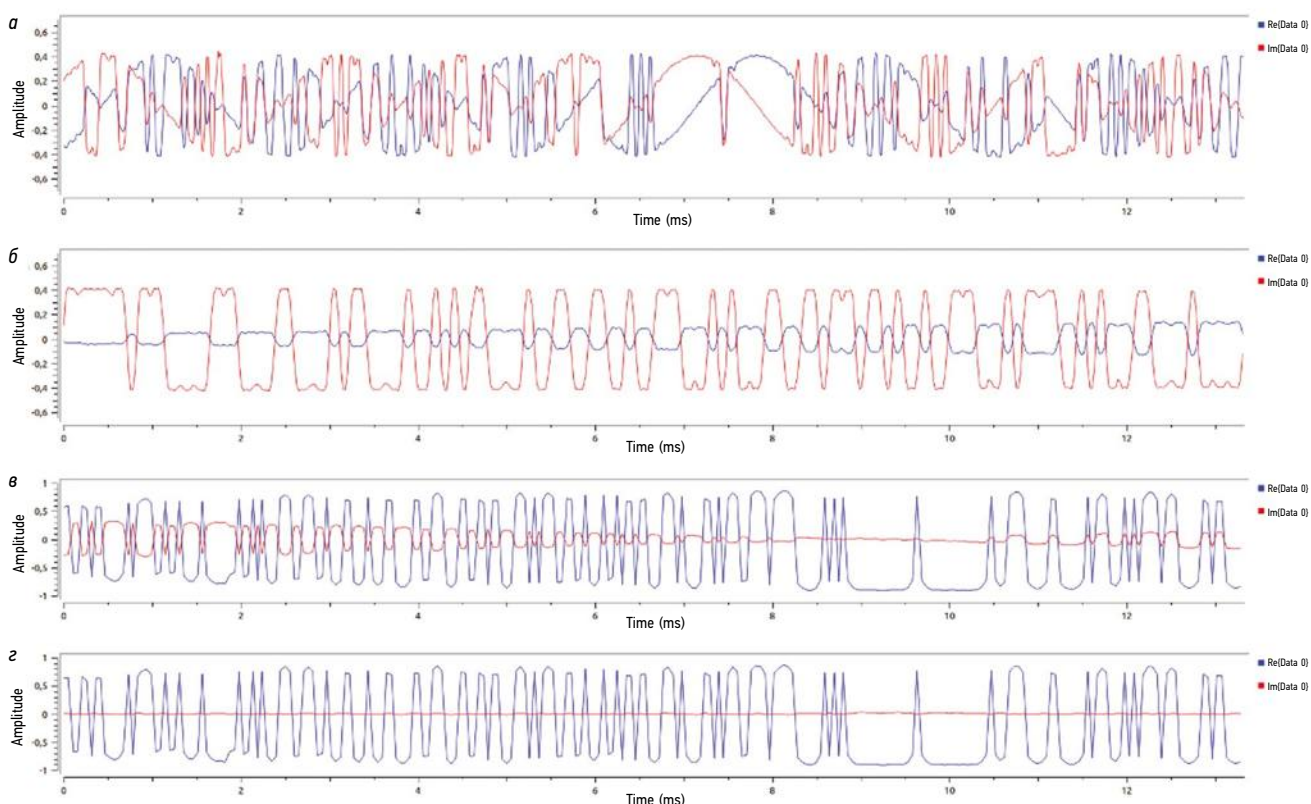 а
Re{Data 0}
Im{Data 0}
Amplitude
0,6
0,4
0,2
0
-0,2
-0,4
-0,6
0 2 4 6 8 10 12
Time (ms)
б
Re{Data 0}
Im{Data 0}
Amplitude
0,6
0,4
0,2
0
-0,2
-0,4
-0,6
0 2 4 6 8 10 12
Time (ms)
в
Re{Data 0}
Im{Data 0}
Amplitude
1
0,5
0
-0,5
-1
0 2 4 6 8 10 12
Time (ms)
г
Re{Data 0}
Im{Data 0}
Amplitude
1
0,5
0
-0,5
-1
0 2 4 6 8 10 12
Time (ms)